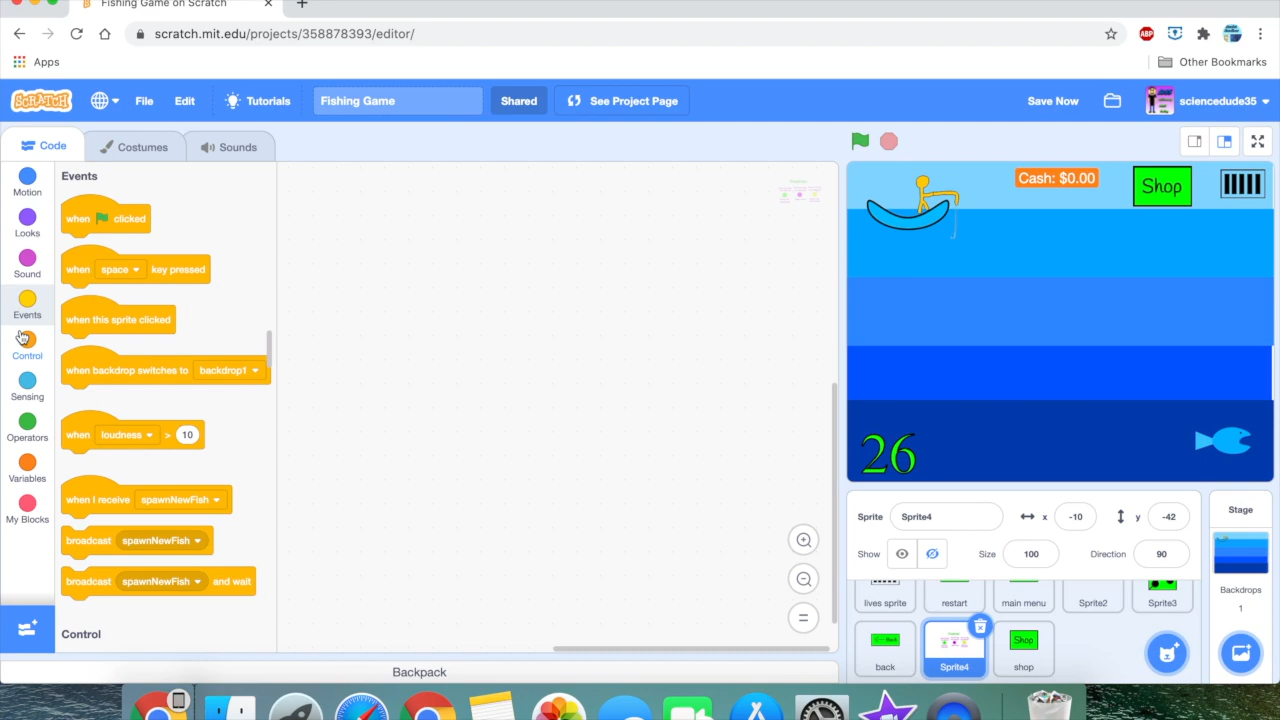 Fishing Game on Scratch
scratch.mit.edu/projects/358878393/editor/
ABP
Apps
Other Bookmarks
SCRATCH
File
Edit
Tutorials
Fishing Game
Shared
See Project Page
Save Now
sciencedude35
Code
Costumes
Sounds
Motion
Looks
Sound
Events
Control
Sensing
Operators
Variables
My Blocks
Events
when clicked
when space key pressed
when this sprite clicked
when backdrop switches to backdrop1
when loudness > 10
when I receive spawnNewFish
broadcast spawnNewFish
broadcast spawnNewFish and wait
Control
Backpack
Cash: $0.00
Shop
26
Sprite Sprite4 x -10 y -42
Show Size 100 Direction 90
lives sprite
restart
main menu
Sprite2
Sprite3
Back
back
Sprite4
Shop
shop
Stage
Backdrops
1